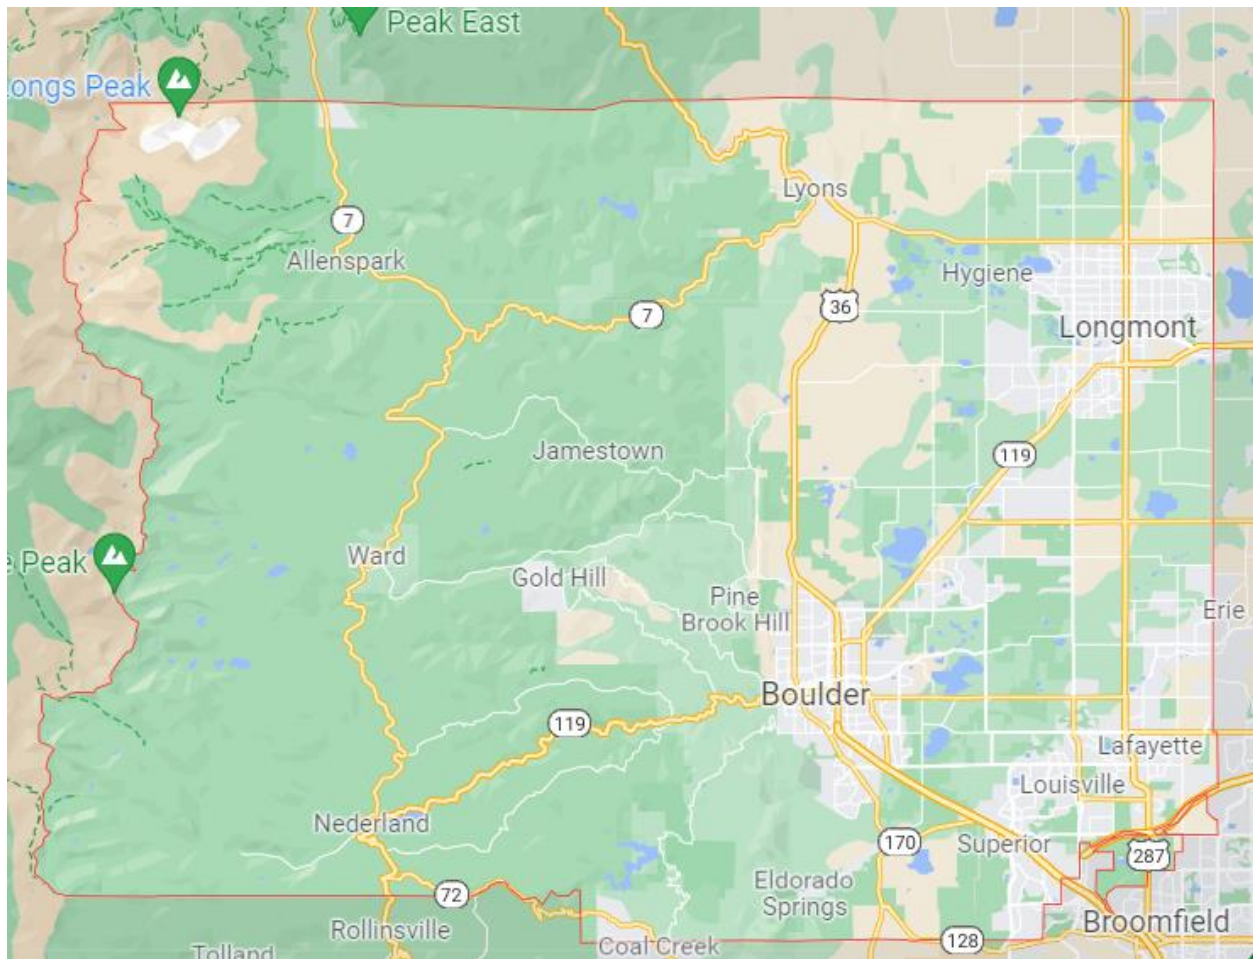 Peak East
ongs Peak
Lyons
7
Allenspark
Hygiene
36
7
Longmont
Jamestown
119
e Peak
Ward
Gold Hill
Pine
Brook Hill
Erie
Boulder
119
Lafayette
Louisville
Nederland
170
Superior
287
72
Eldorado
Springs
Broomfield
Rollinsville
128
Coal Creek
Tolland